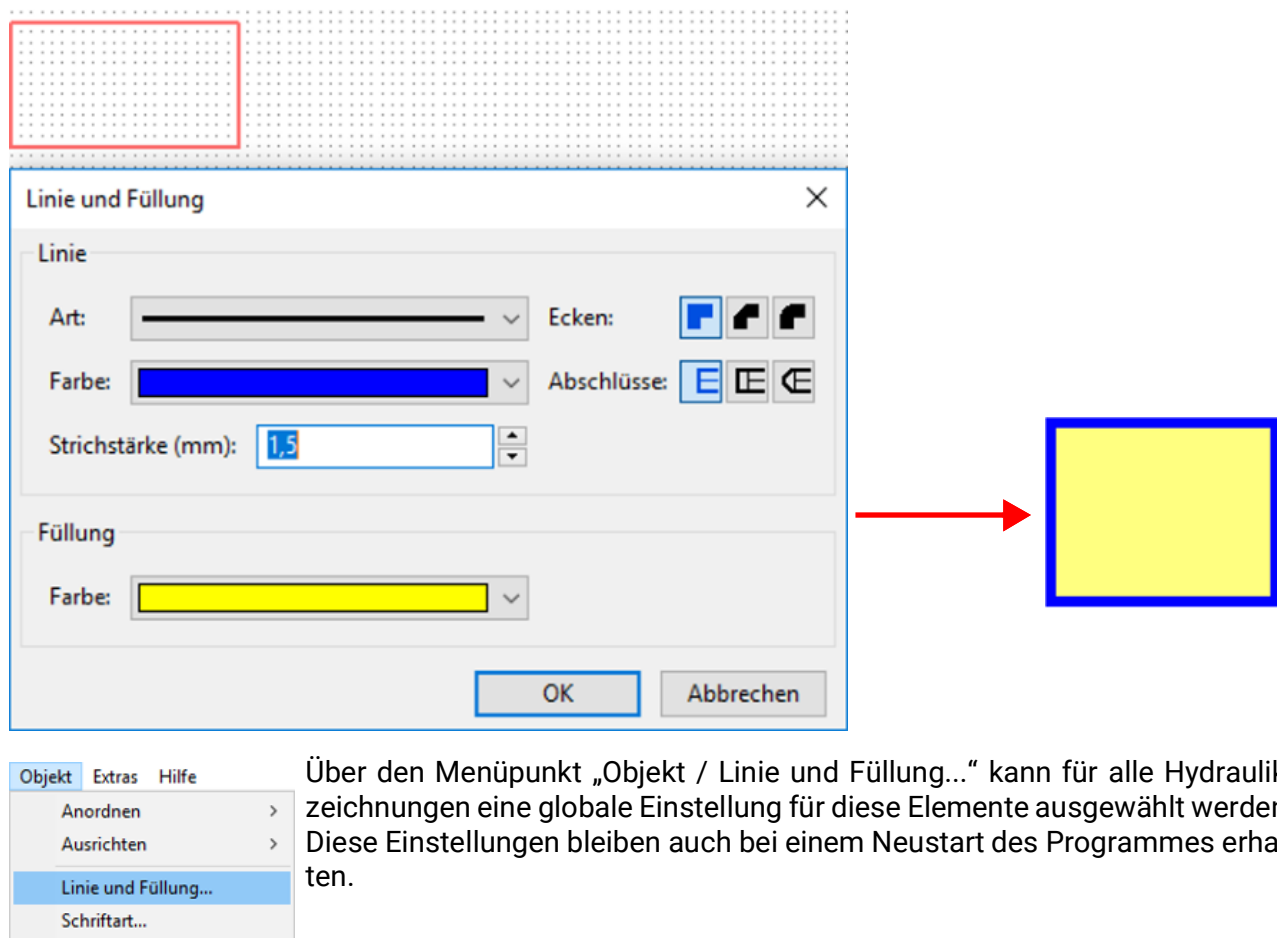 Linie und Füllung
Linie
Art:
Ecken:
Farbe:
Abschlüsse:
Strichstärke (mm): 1,5
Füllung
Farbe:
OK Abbrechen
Objekt Extras Hilfe
Anordnen
Ausrichten
Linie und Füllung...
Schriftart...
Über den Menüpunkt „Objekt / Linie und Füllung...“ kann für alle Hydraulik
zeichnungen eine globale Einstellung für diese Elemente ausgewählt werden
Diese Einstellungen bleiben auch bei einem Neustart des Programmes erha
ten.